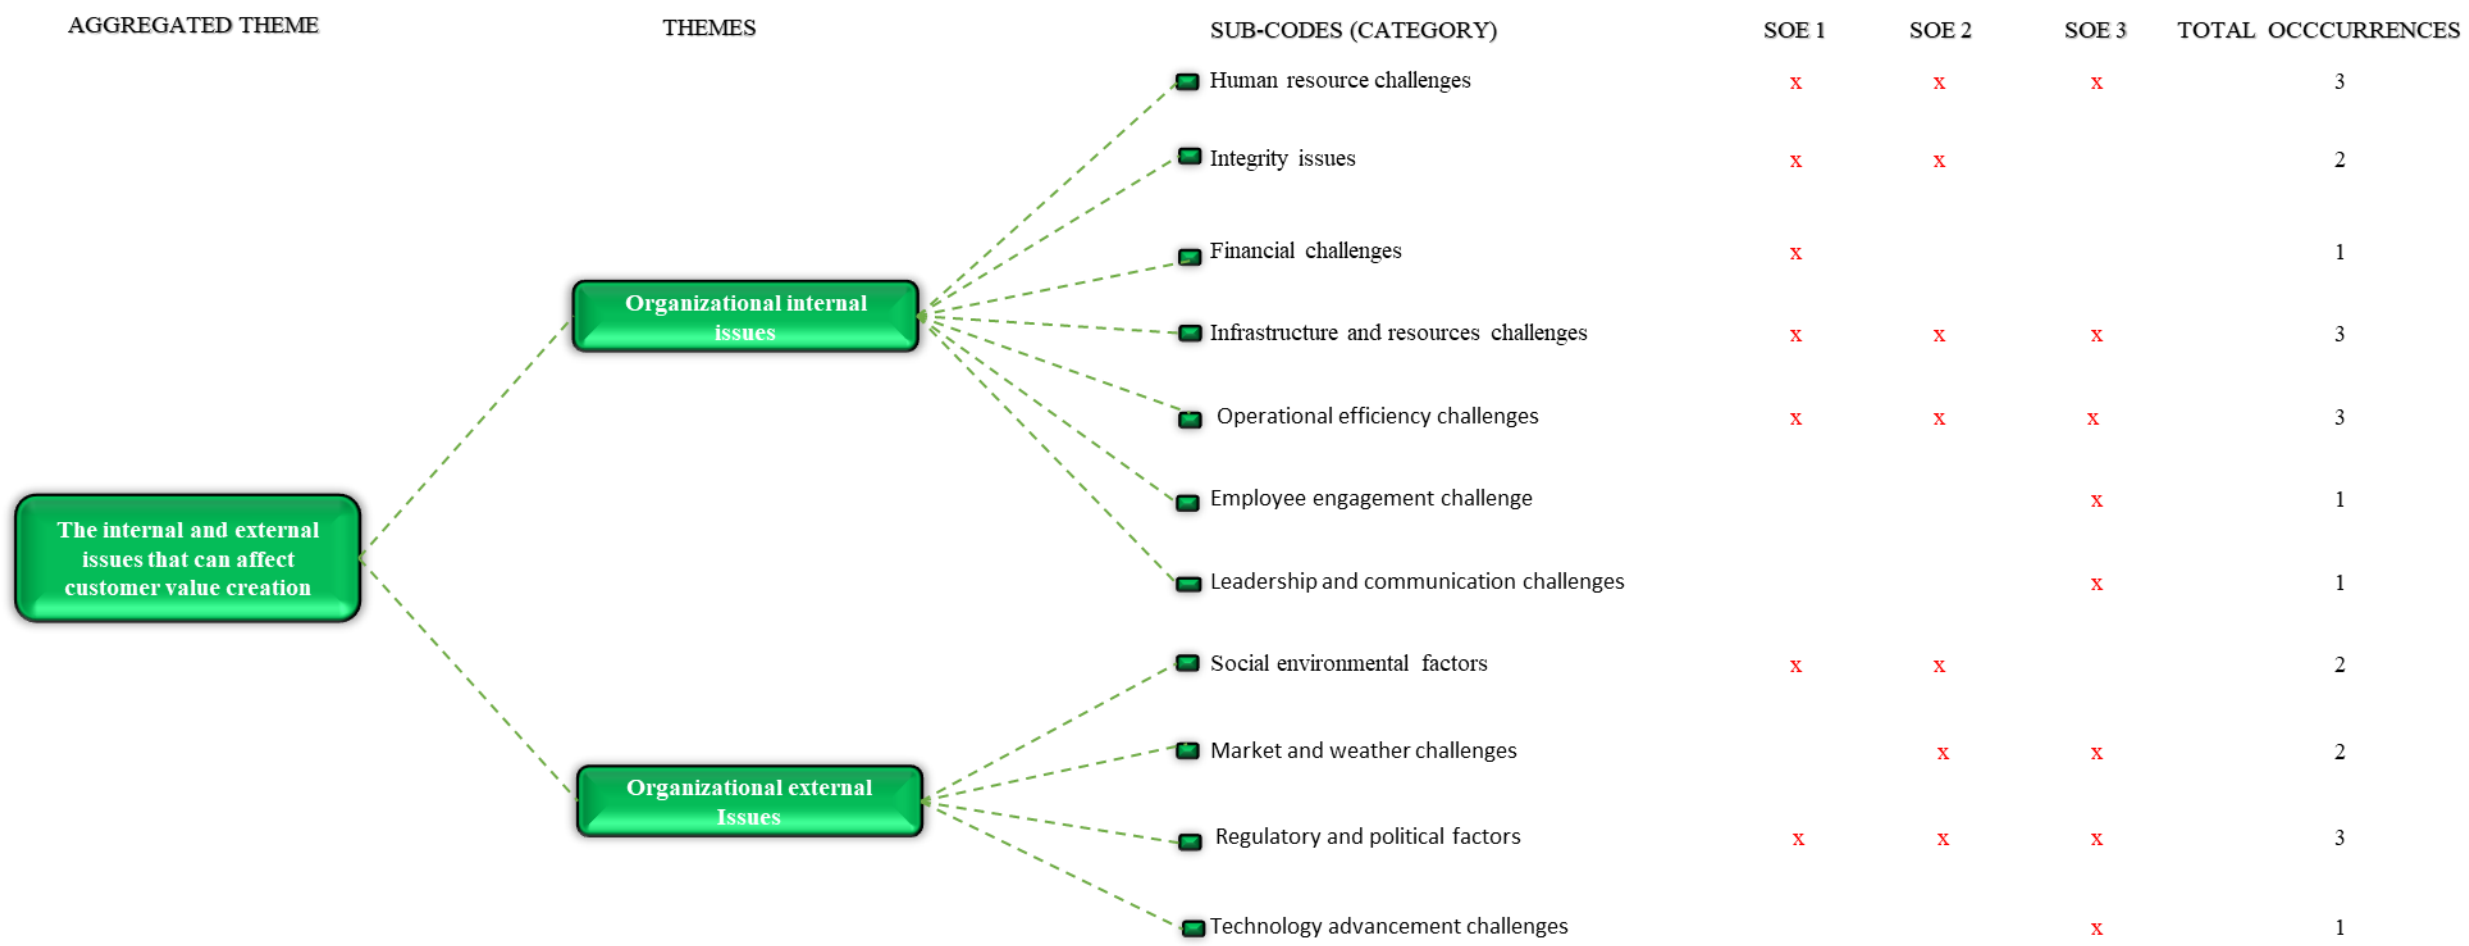 AGGREGATED THEME THEMES SUB-CODES (CATEGORY) SOE 1 SOE 2 SOE 3 TOTAL OCCCURRENCES
Human resource challenges x x x 3
Integrity issues x x 2
Financial challenges x 1
Organizational internal
issues
Infrastructure and resources challenges x x x 3
Operational efficiency challenges x x x 3
Employee engagement challenge x 1
The internal and external
issues that can affect
customer value creation
Leadership and communication challenges x 1
Social environmental factors x x 2
Market and weather challenges x x 2
Organizational external
Issues
Regulatory and political factors x x x 3
Technology advancement challenges x 1